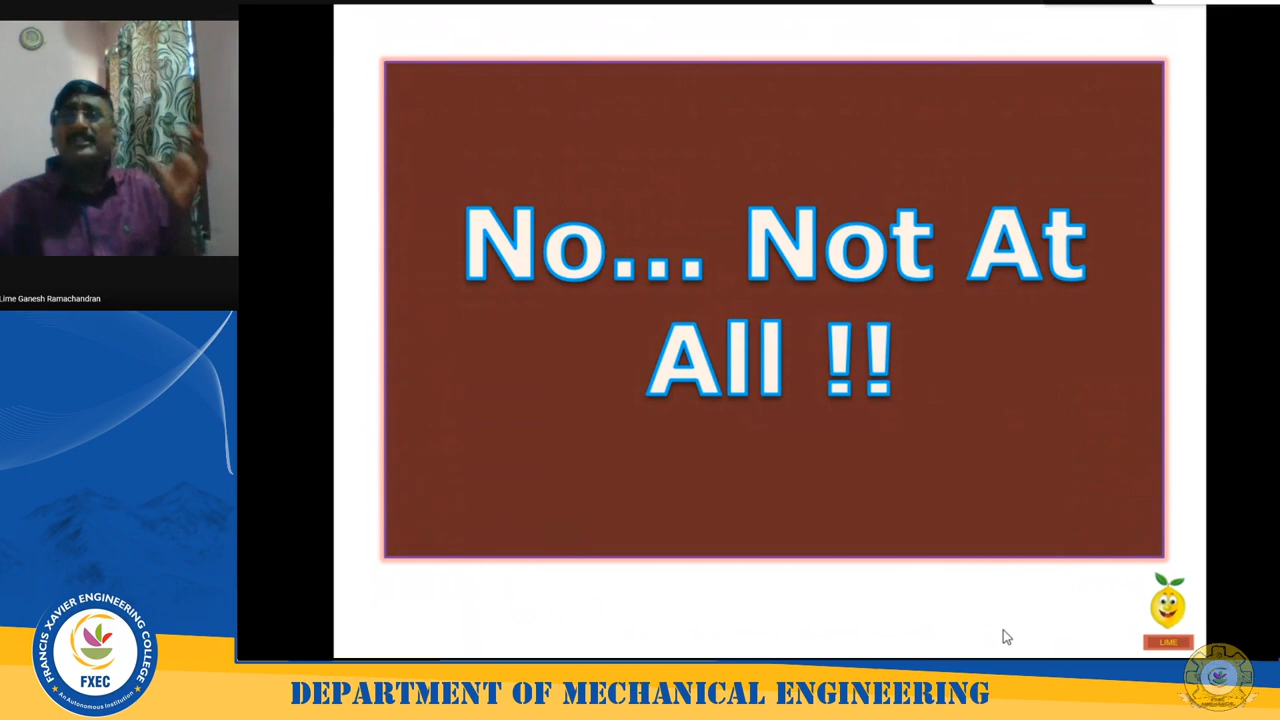 No... Not At
All !!
Lime Ganesh Ramachandran
LIME
FRANCIS XAVIER ENGINEERING COLLEGE
FXEC
An Autonomous Institution
DEPARTMENT OF MECHANICAL ENGINEERING